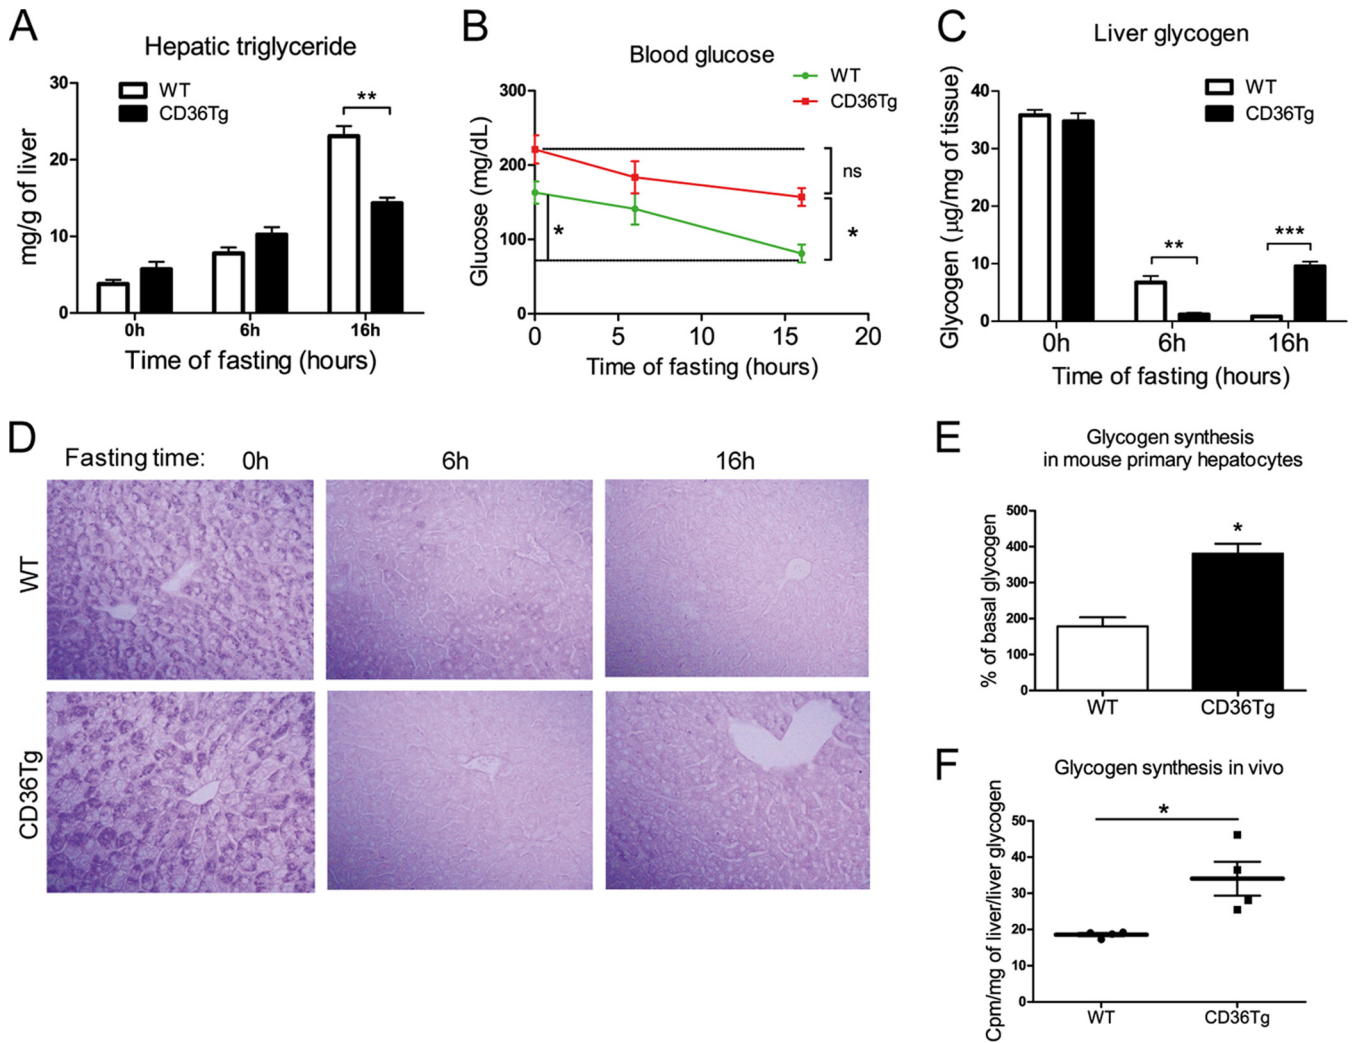 A
Hepatic triglyceride
30
20
10
0
mg/g of liver
WT
CD36Tg
**
0h
6h
16h
Time of fasting (hours)
B
Blood glucose
WT
CD36Tg
300
200
100
0
Glucose (mg/dL)
ns
*
*
0
5
10
15
20
Time of fasting (hours)
C
Liver glycogen
40
30
20
10
0
Glycogen (µg/mg of tissue)
WT
CD36Tg
**
***
0h
6h
16h
Time of fasting (hours)
D
Fasting time: 0h 6h 16h
WT
CD36Tg
E
Glycogen synthesis
in mouse primary hepatocytes
500
400
300
200
100
0
% of basal glycogen
*
WT
CD36Tg
F
Glycogen synthesis in vivo
50
40
30
20
10
0
Cpm/mg of liver/liver glycogen
*
WT
CD36Tg